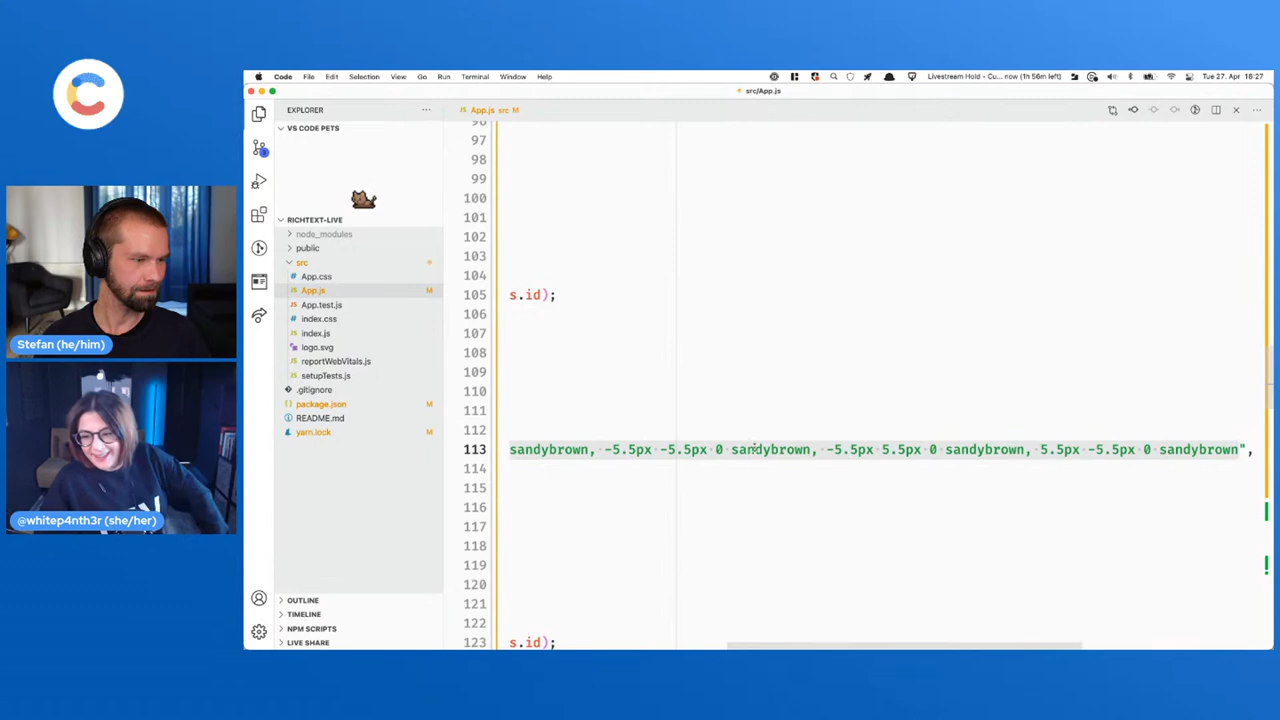 Code File Edit Selection View Go Run Terminal Window Help
Livestream Hold - Cu... now (1h 56m left)
Tue 27. Apr 18:27
src/App.js
EXPLORER
App.js src M
VS CODE PETS
RICHTEXT-LIVE
node_modules
public
src
App.css
App.js M
App.test.js
index.css
index.js
logo.svg
reportWebVitals.js
setupTests.js
.gitignore
package.json M
README.md
yarn.lock M
OUTLINE
TIMELINE
NPM SCRIPTS
LIVE SHARE
96
97
98
99
100
101
102
103
104
105 s.id);
106
107
108
109
110
111
112
113 sandybrown, -5.5px -5.5px 0 sandybrown, -5.5px 5.5px 0 sandybrown, 5.5px -5.5px 0 sandybrown",
114
115
116
117
118
119
120
121
122
123 s.id);
Stefan (he/him)
@whitep4nth3r (she/her)